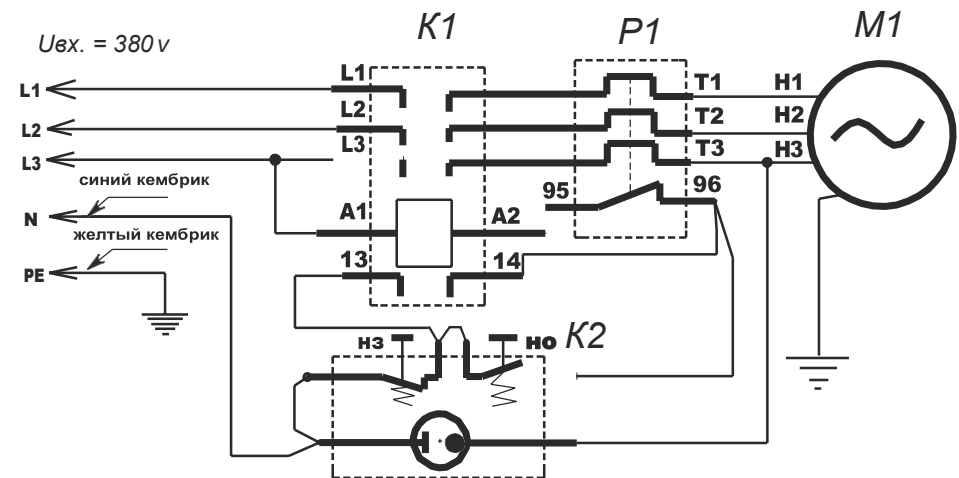 K1
P1
M1
Uвх. = 380 v
L1
L1
T1
H1
L2
L2
T2
H2
L3
L3
T3
H3
синий кембрик
95
96
N
A1
A2
желтый кембрик
13
14
PE
НЗ
НО
K2